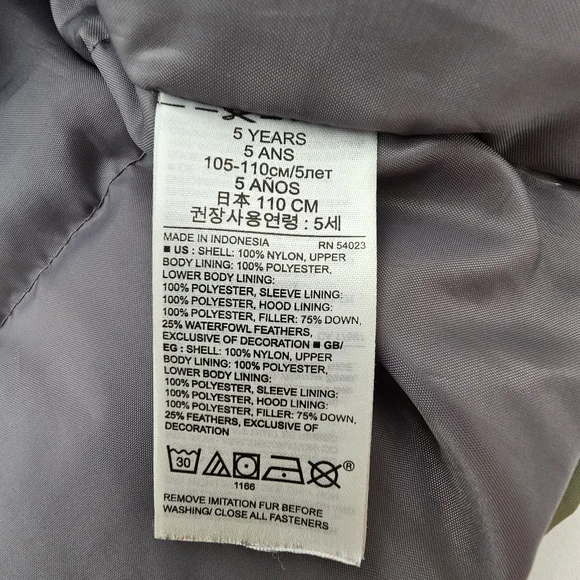 5 YEARS
5 ANS
105-110см/5лет
5 AÑOS
日本 110 CM
권장사용연령 : 5세
MADE IN INDONESIA RN 54023
■ US : SHELL: 100% NYLON, UPPER
BODY LINING: 100% POLYESTER,
LOWER BODY LINING:
100% POLYESTER, SLEEVE LINING:
100% POLYESTER, HOOD LINING:
100% POLYESTER, FILLER: 75% DOWN,
25% WATERFOWL FEATHERS,
EXCLUSIVE OF DECORATION ■ GB/
EG : SHELL: 100% NYLON, UPPER
BODY LINING: 100% POLYESTER,
LOWER BODY LINING:
100% POLYESTER, SLEEVE LINING:
100% POLYESTER, HOOD LINING:
100% POLYESTER, FILLER: 75% DOWN,
25% FEATHERS, EXCLUSIVE OF
DECORATION
30 ®
1166
REMOVE IMITATION FUR BEFORE
WASHING/ CLOSE ALL FASTENERS